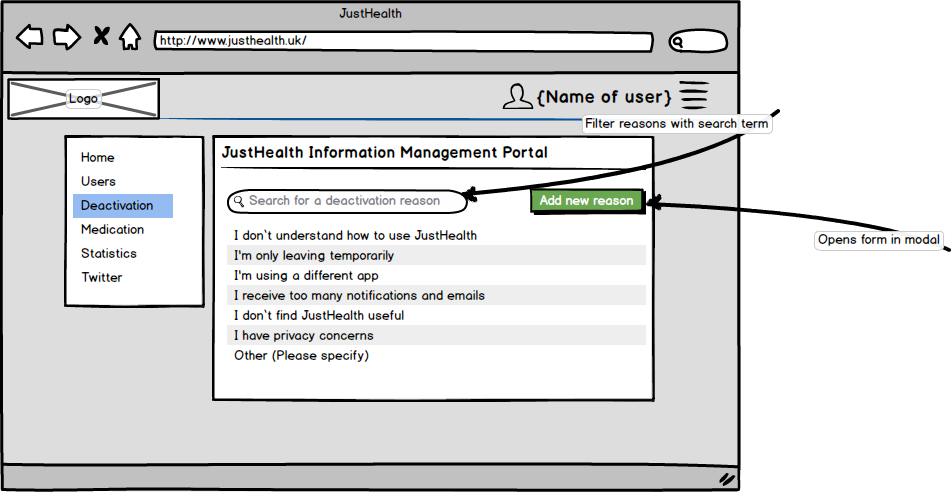 JustHealth
http://www.justhealth.uk/
Logo
{Name of user}
Filter reasons with search term
Home
Users
Deactivation
Medication
Statistics
Twitter
JustHealth Information Management Portal
Search for a deactivation reason
Add new reason
Opens form in modal
I don't understand how to use JustHealth
I'm only leaving temporarily
I'm using a different app
I receive too many notifications and emails
I don't find JustHealth useful
I have privacy concerns
Other (Please specify)